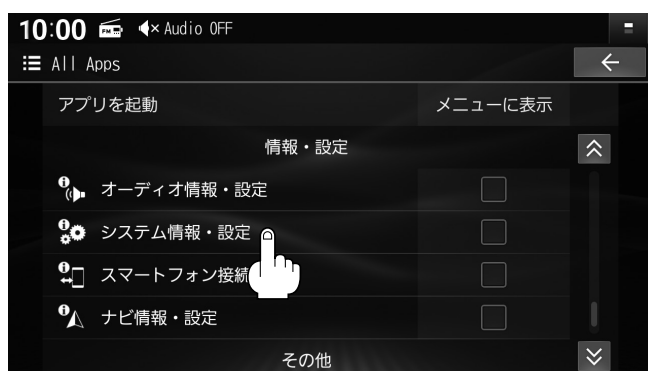 10:00 FM Audio OFF
All Apps
アプリを起動 メニューに表示
情報・設定
オーディオ情報・設定
システム情報・設定
スマートフォン接続
ナビ情報・設定
その他